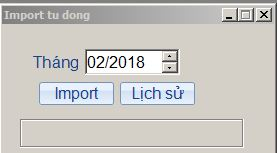 Import tu dong
Tháng 02/2018
Import Lịch sử